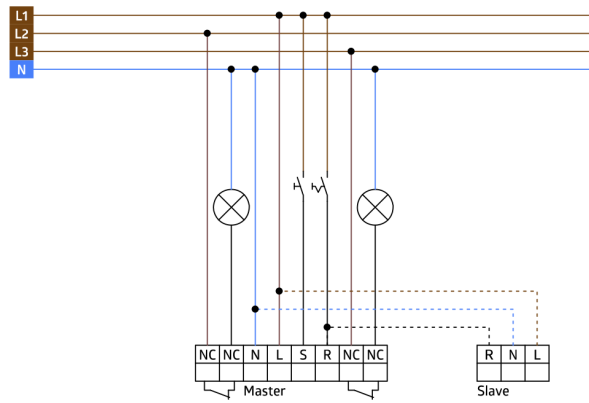 L1
L2
L3
N
NC NC N L S R NC NC
R N L
Master
Slave